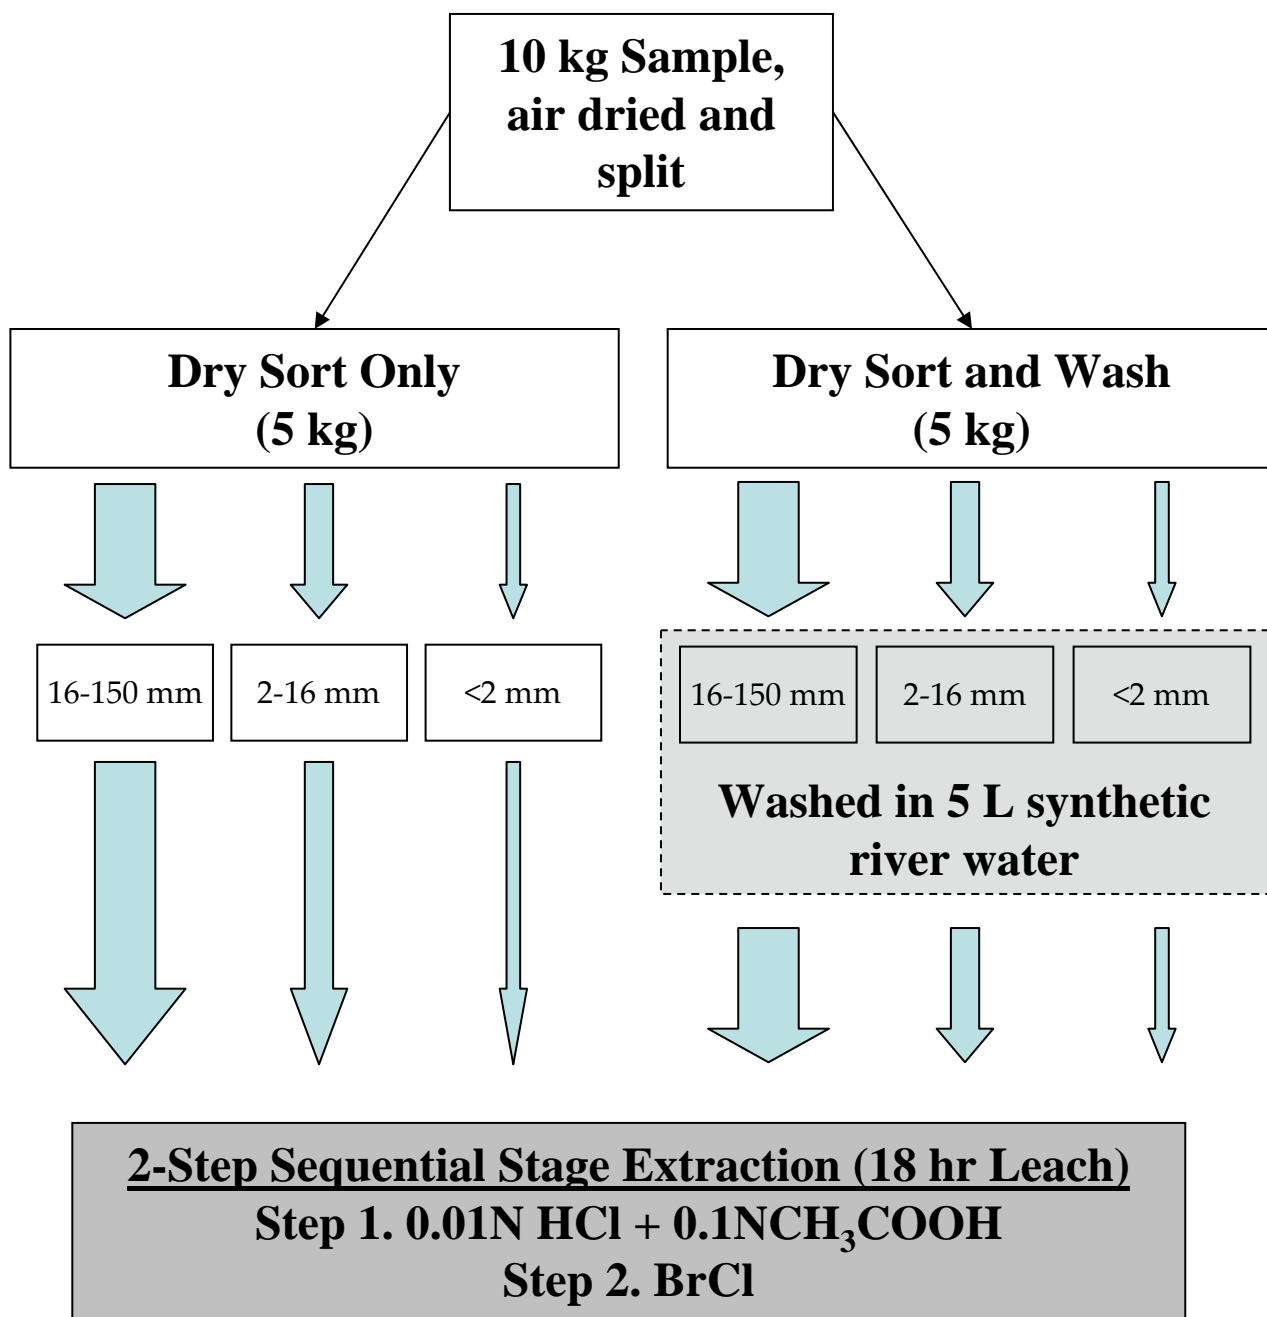 10 kg Sample,
air dried and
split
Dry Sort Only
(5 kg)
Dry Sort and Wash
(5 kg)
16-150 mm
2-16 mm
<2 mm
16-150 mm
2-16 mm
<2 mm
Washed in 5 L synthetic
river water
2-Step Sequential Stage Extraction (18 hr Leach)
Step 1. 0.01N HCl + 0.1NCH₃COOH
Step 2. BrCl